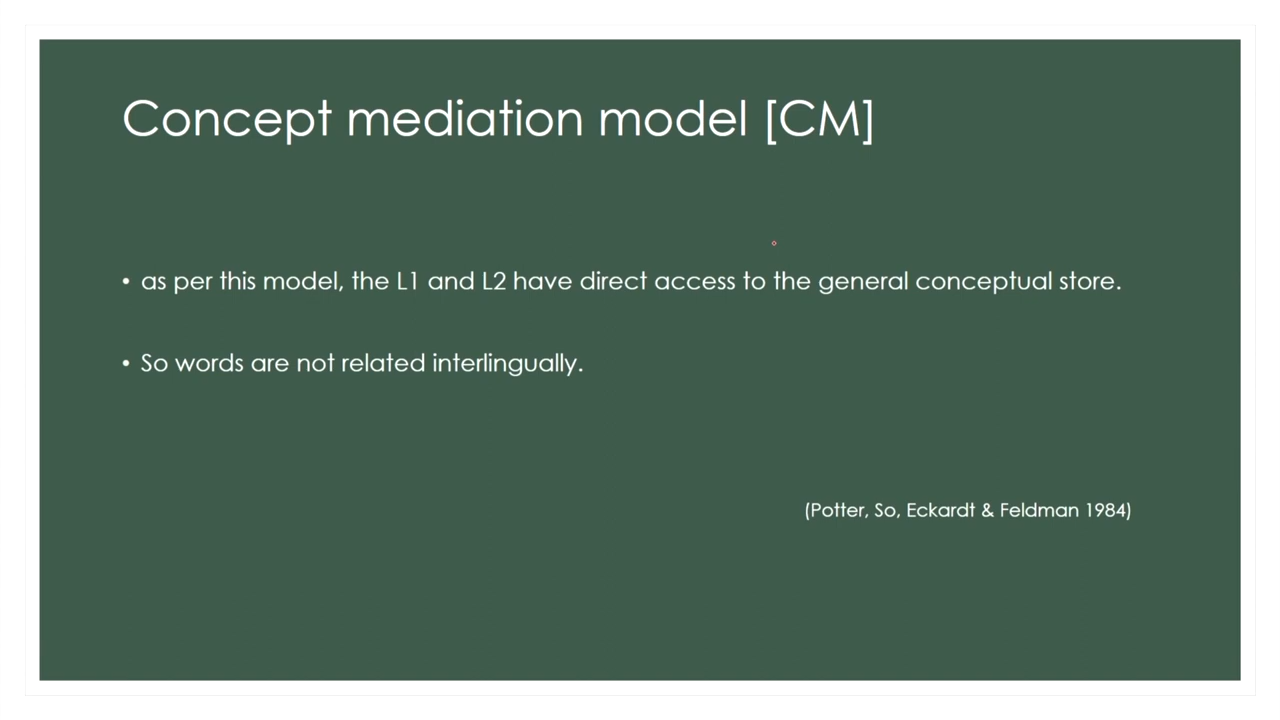 Concept mediation model [CM]
• as per this model, the L1 and L2 have direct access to the general conceptual store.
• So words are not related interlingually.
(Potter, So, Eckardt & Feldman 1984)